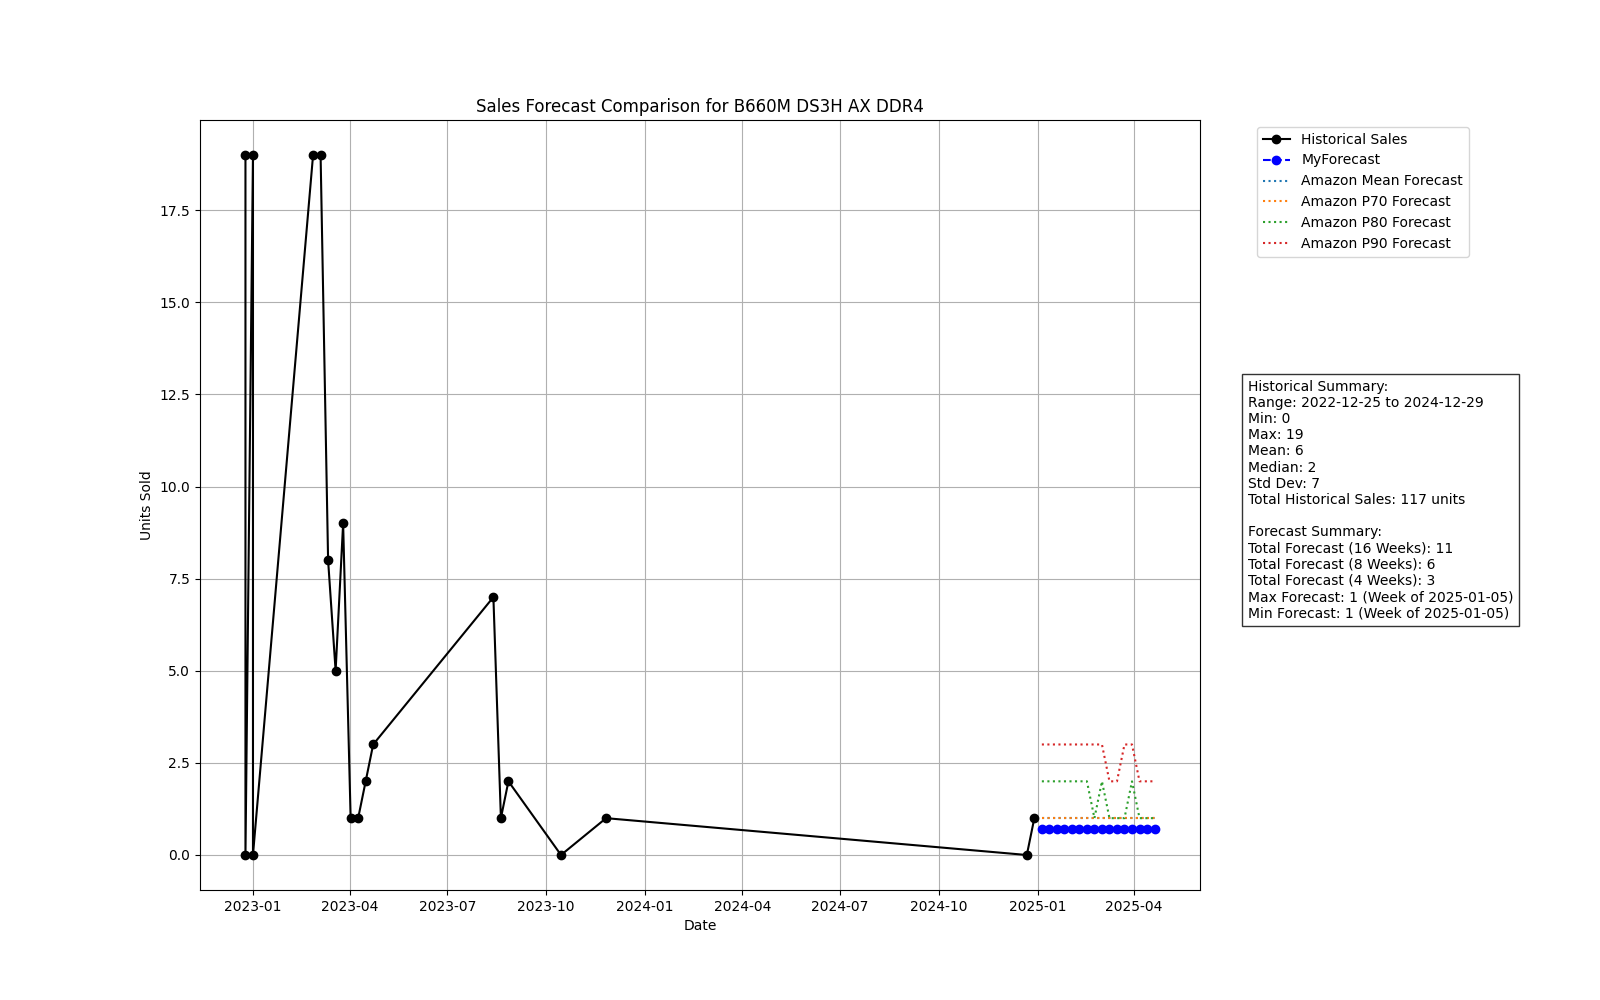 Sales Forecast Comparison for B660M DS3H AX DDR4
Historical Sales
MyForecast
Amazon Mean Forecast
Amazon P70 Forecast
Amazon P80 Forecast
Amazon P90 Forecast
17.5
15.0
12.5
10.0
7.5
5.0
2.5
0.0
Units Sold
2023-01
2023-04
2023-07
2023-10
2024-01
2024-04
2024-07
2024-10
2025-01
2025-04
Date
Historical Summary:
Range: 2022-12-25 to 2024-12-29
Min: 0
Max: 19
Mean: 6
Median: 2
Std Dev: 7
Total Historical Sales: 117 units
Forecast Summary:
Total Forecast (16 Weeks): 11
Total Forecast (8 Weeks): 6
Total Forecast (4 Weeks): 3
Max Forecast: 1 (Week of 2025-01-05)
Min Forecast: 1 (Week of 2025-01-05)